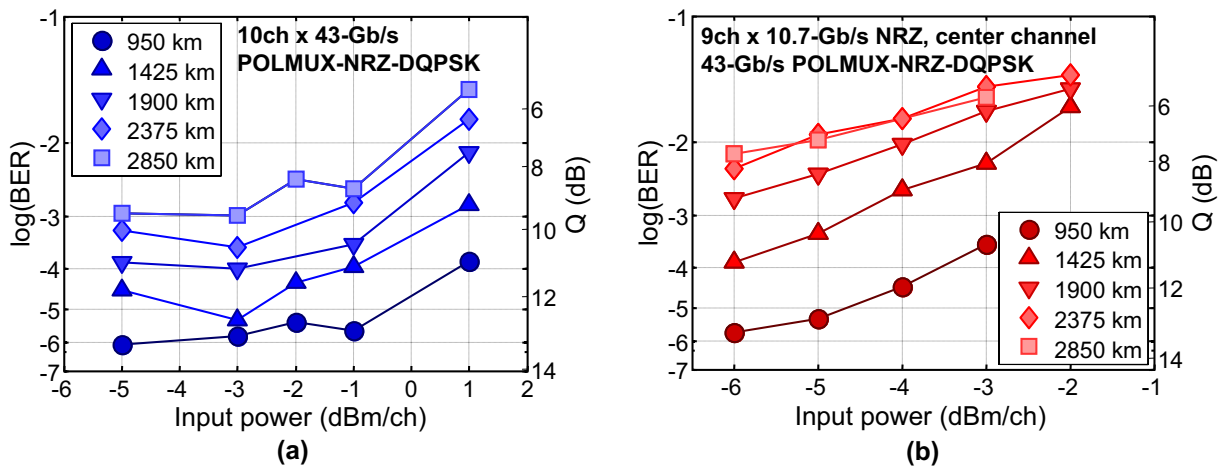 950 km
1425 km
1900 km
2375 km
2850 km
10ch x 43-Gb/s
POLMUX-NRZ-DQPSK
log(BER)
-2
-3
-4
-5
-6
-7
Q (dB)
6
8
10
12
14
-6
-5
-4
-3
-2
-1
0
1
2
Input power (dBm/ch)
(a)
9ch x 10.7-Gb/s NRZ, center channel
43-Gb/s POLMUX-NRZ-DQPSK
log(BER)
-2
-3
-4
-5
-6
-7
Q (dB)
6
8
10
12
14
950 km
1425 km
1900 km
2375 km
2850 km
-6
-5
-4
-3
-2
-1
Input power (dBm/ch)
(b)